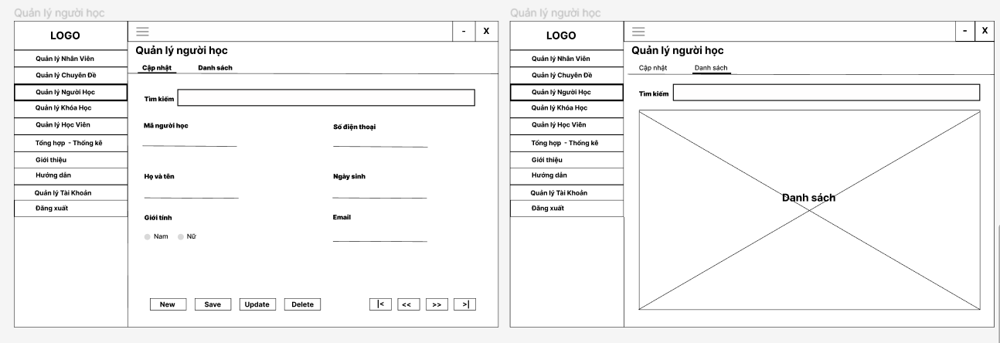 Quản lý người học
LOGO
- X
Quản lý Nhân Viên
Quản lý Chuyên Đề
Quản lý Người Học
Quản lý Khóa Học
Quản lý Học Viên
Tổng hợp - Thống kê
Giới thiệu
Hướng dẫn
Quản lý Tài Khoản
Đăng xuất
Quản lý người học
Cập nhật Danh sách
Tìm kiếm
Mã người học Số điện thoại
Họ và tên Ngày sinh
Giới tính Email
Nam Nữ
New Save Update Delete |< << >> >|
Quản lý người học
LOGO
- X
Quản lý Nhân Viên
Quản lý Chuyên Đề
Quản lý Người Học
Quản lý Khóa Học
Quản lý Học Viên
Tổng hợp - Thống kê
Giới thiệu
Hướng dẫn
Quản lý Tài Khoản
Đăng xuất
Quản lý người học
Cập nhật Danh sách
Tìm kiếm
Danh sách